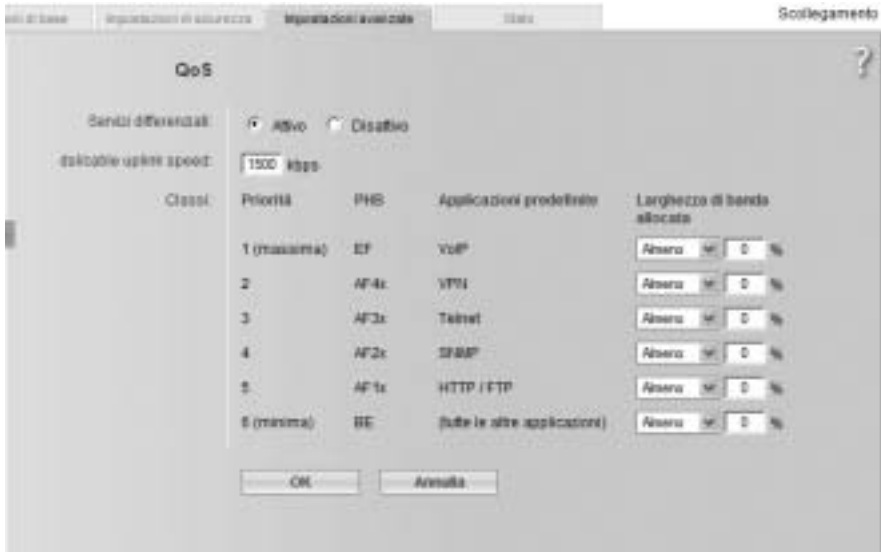 di base Impostazioni di sicurezza Impostazioni avanzate Stato Scollegamento
?
QoS
Servizi differenziati: Attivo Disattivo
uplink speed: 1500 kbps
Classi: Priorità PHB Applicazioni predefinite Larghezza di banda allocata
1 (massima) EF VoIP Almeno 0 %
2 AF4x VPN Almeno 0 %
3 AF3x Telnet Almeno 0 %
4 AF2x SNMP Almeno 0 %
5 AF1x HTTP / FTP Almeno 0 %
6 (minima) BE (tutte le altre applicazioni) Almeno 0 %
OK Annulla